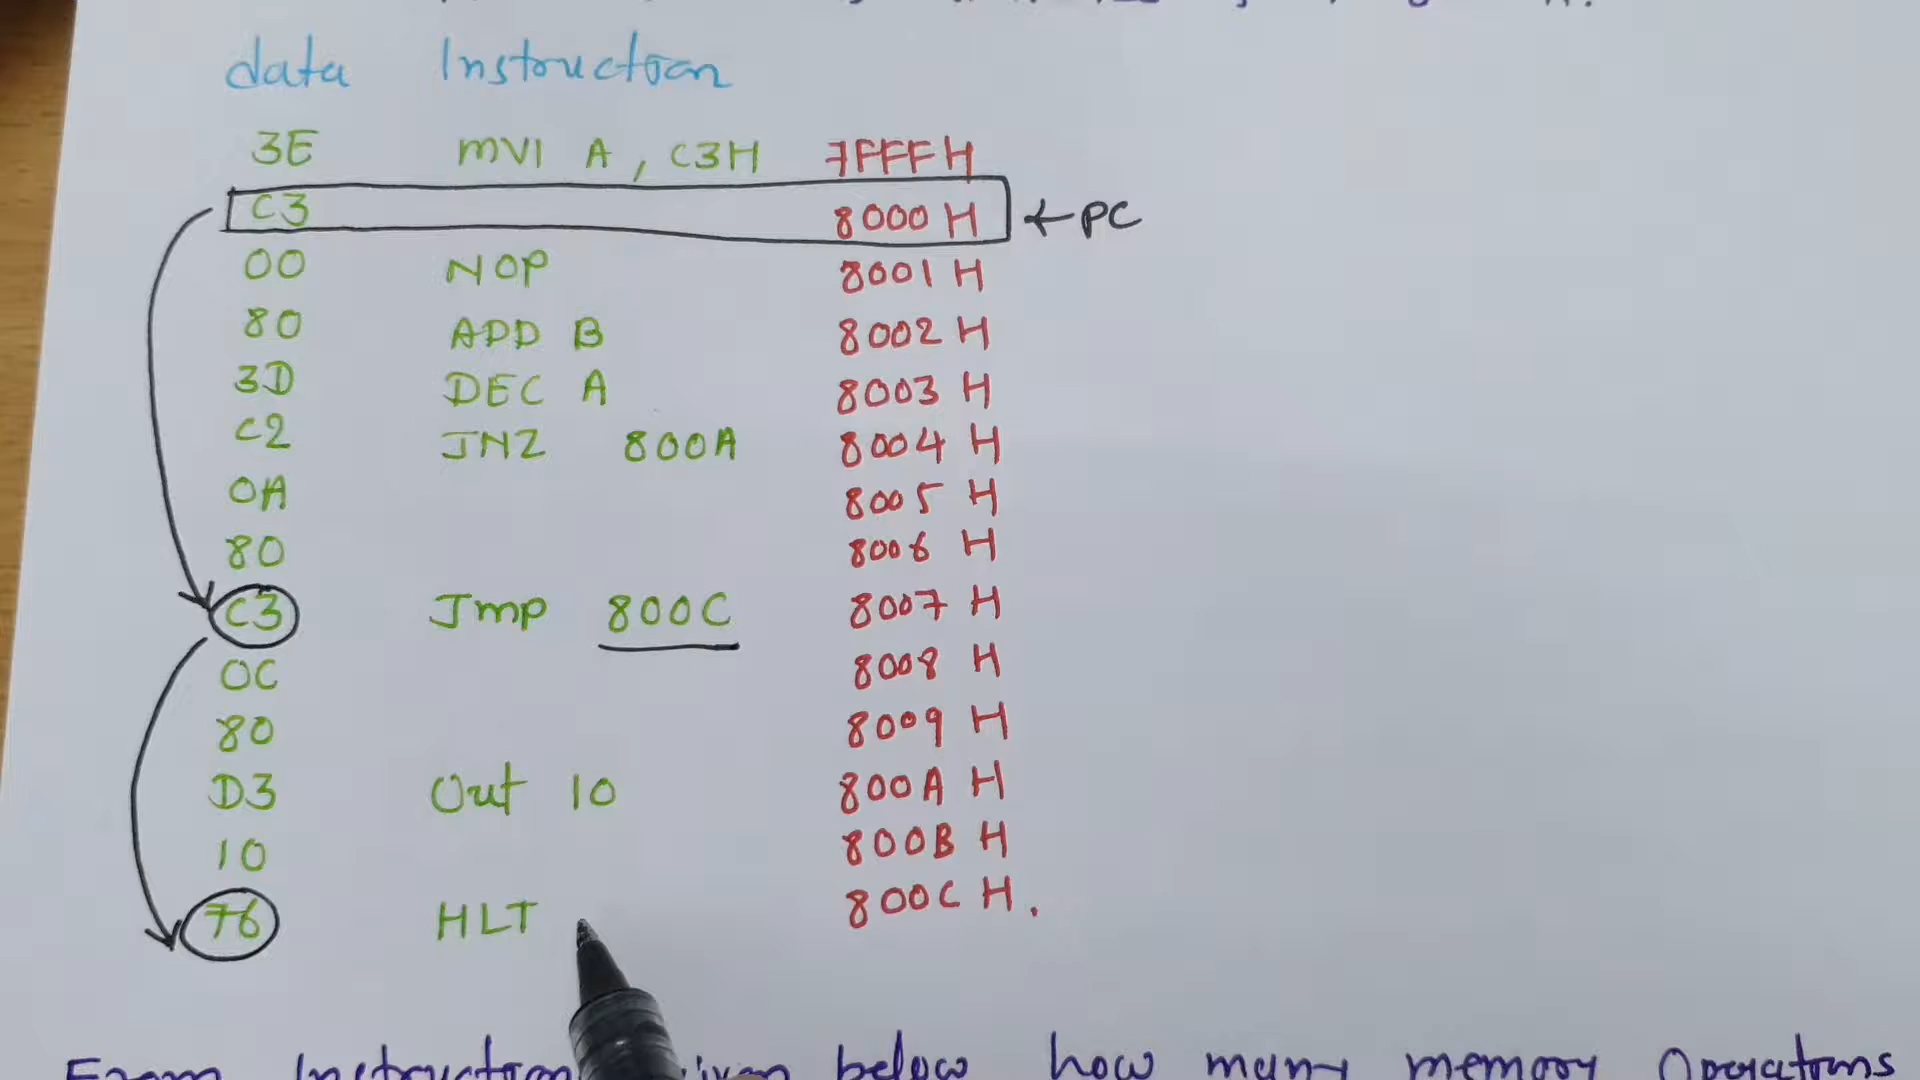 data Instructoon
3E MVI A, C3H 7FFF H
C3 8000 H ← PC
00 NOP 8001 H
80 ADD B 8002 H
3D DEC A 8003 H
C2 JNZ 800A 8004 H
0A 8005 H
80 8006 H
C3 Jmp 800C 8007 H
0C 8008 H
80 8009 H
D3 Out 10 800A H
10 800B H
76 HLT 800C H.
below how many memory operations